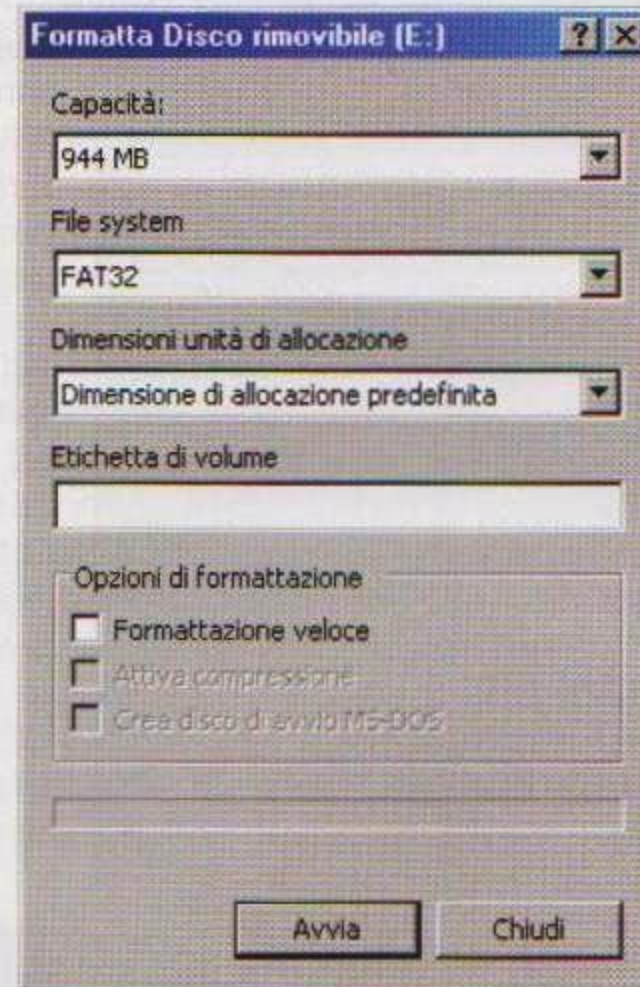 Formatta Disco rimovibile (E:)
Capacità:
944 MB
File system
FAT32
Dimensioni unità di allocazione
Dimensione di allocazione predefinita
Etichetta di volume
Opzioni di formattazione
Formattazione veloce
Attiva compressione
Crea disco di avvio MS-DOS
Avvia
Chiudi